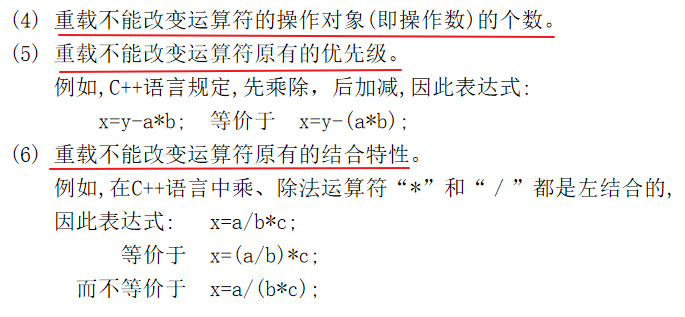 (4) 重载不能改变运算符的操作对象(即操作数)的个数。
(5) 重载不能改变运算符原有的优先级。
例如,C++语言规定,先乘除，后加减,因此表达式:
x=y-a*b; 等价于 x=y-(a*b);
(6) 重载不能改变运算符原有的结合特性。
例如,在C++语言中乘、除法运算符“*”和“／”都是左结合的,
因此表达式: x=a/b*c;
等价于 x=(a/b)*c;
而不等价于 x=a/(b*c);